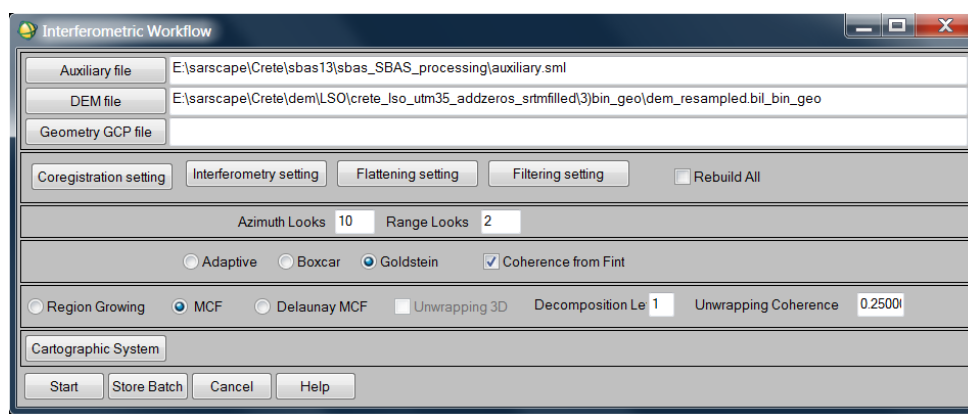 Interferometric Workflow
Auxiliary file E:\sarscape\Crete\sbas13\sbas_SBAS_processing\auxiliary.sml
DEM file E:\sarscape\Crete\dem\LSO\crete_lso_utm35_addzeros_srtmfilled\3)bin_geo\dem_resampled.bil_bin_geo
Geometry GCP file
Coregistration setting Interferometry setting Flattening setting Filtering setting Rebuild All
Azimuth Looks 10 Range Looks 2
Adaptive Boxcar Goldstein Coherence from Fint
Region Growing MCF Delaunay MCF Unwrapping 3D Decomposition Le 1 Unwrapping Coherence 0.2500
Cartographic System
Start Store Batch Cancel Help